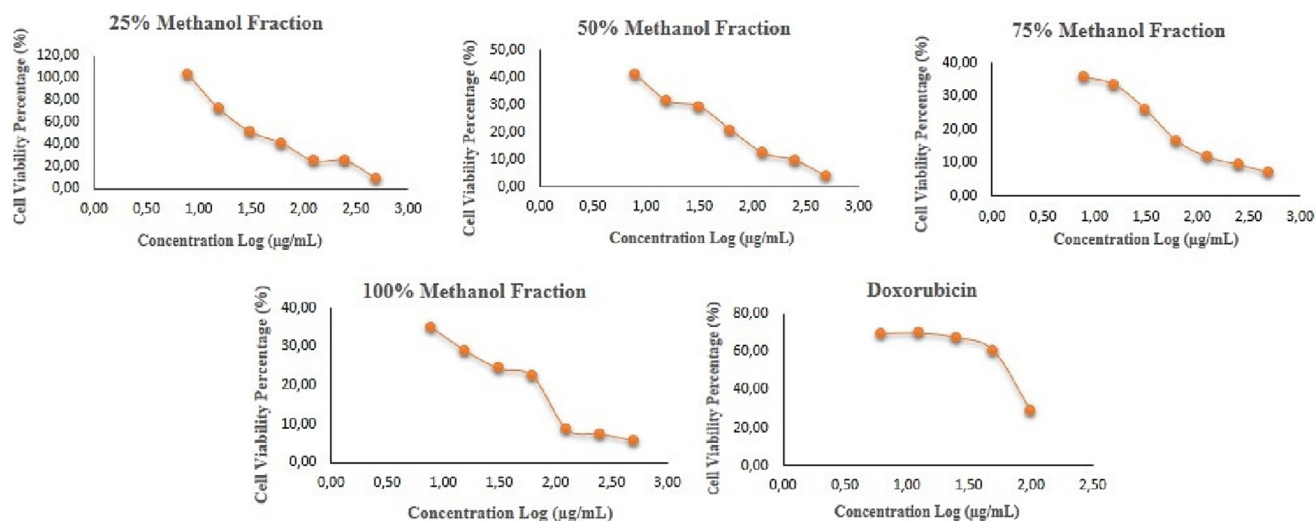 25% Methanol Fraction
Cell Viability Percentage (%)
120,00
100,00
80,00
60,00
40,00
20,00
0,00
0,00 0,50 1,00 1,50 2,00 2,50 3,00
Concentration Log (µg/mL)
50% Methanol Fraction
Cell Viability Percentage (%)
50,00
40,00
30,00
20,00
10,00
0,00
0,00 0,50 1,00 1,50 2,00 2,50 3,00
Concentration Log (µg/mL)
75% Methanol Fraction
Cell Viability Percentage (%)
40,00
30,00
20,00
10,00
0,00
0,00 0,50 1,00 1,50 2,00 2,50 3,00
Concentration Log (µg/mL)
100% Methanol Fraction
Cell Viability Percentage (%)
40,00
30,00
20,00
10,00
0,00
0,00 0,50 1,00 1,50 2,00 2,50 3,00
Concentration Log (µg/mL)
Doxorubicin
Cell Viability Percentage (%)
80,00
60,00
40,00
20,00
0,00
0,00 0,50 1,00 1,50 2,00 2,50
Concentration Log (µg/mL)